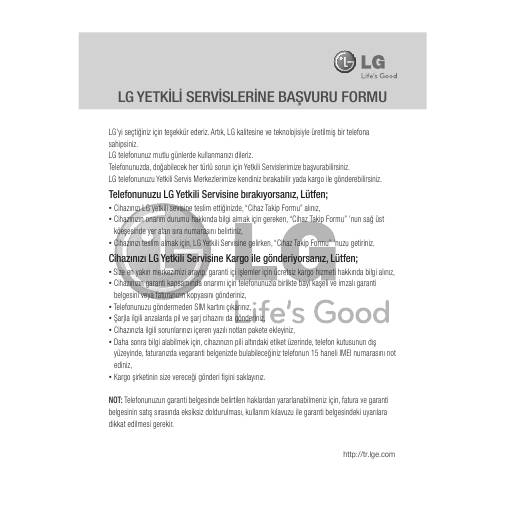 LG
Life's Good
LG YETKİLİ SERVİSLERİNE BAŞVURU FORMU
LG'yi seçtiğiniz için teşekkür ederiz. Artık, LG kalitesine ve teknolojisiyle üretilmiş bir telefona
sahipsiniz.
LG telefonunuz mutlu günlerde kullanmanızı dileriz.
Telefonunuzda, doğabilecek her türlü sorun için Yetkili Servislerimize başvurabilirsiniz.
LG telefonunuzu Yetkili Servis Merkezlerimize kendiniz bırakabilir yada kargo ile gönderebilirsiniz.
Telefonunuzu LG Yetkili Servisine bırakıyorsanız, Lütfen;
• Cihazınızı LG yetkili sevisine teslim ettiğinizde, "Cihaz Takip Formu" alınız,
• Cihazınızın onarım durumu hakkında bilgi almak için gereken, "Cihaz Takip Formu" 'nun sağ üst
köşesinde yer alan sıra numarasını belirtiniz,
• Cihazınızı teslim almak için, LG Yetkili Servisine gelirken, "Cihaz Takip Formu" 'nuzu getiriniz,
Cihazınızı LG Yetkili Servisine Kargo ile gönderiyorsanız, Lütfen;
• Size en yakın merkezimizi arayıp, garanti içi işlemler için ücretsiz kargo hizmeti hakkında bilgi alınız,
• Cihazınızın garanti kapsamında onarımı için telefonunuzla birlikte bayi kaşeli ve imzalı garanti
belgesini veya faturanızın kopyasını gönderiniz,
• Telefonunuzu göndermeden SIM kartını çıkarınız,
• Şarjla ilgili arızalarda pil ve şarj cihazını da gönderiniz,
• Cihazınızla ilgili sorunlarınızı içeren yazılı notları pakete ekleyiniz,
• Daha sonra bilgi alabilmek için, cihazınızın pili altındaki etiket üzerinde, telefon kutusunun dış
yüzeyinde, faturanızda vegaranti belgenizde bulabileceğiniz telefonun 15 haneli IMEI numarasını not
ediniz,
• Kargo şirketinin size vereceği gönderi fişini saklayınız.
NOT: Telefonunuzun garanti belgesinde belirtilen haklardan yararlanabilmeniz için, fatura ve garanti
belgesinin satış sırasında eksiksiz doldurulması, kullanım kılavuzu ile garanti belgesindeki uyarılara
dikkat edilmesi gerekir.
LG
Life's Good
http://tr.lge.com